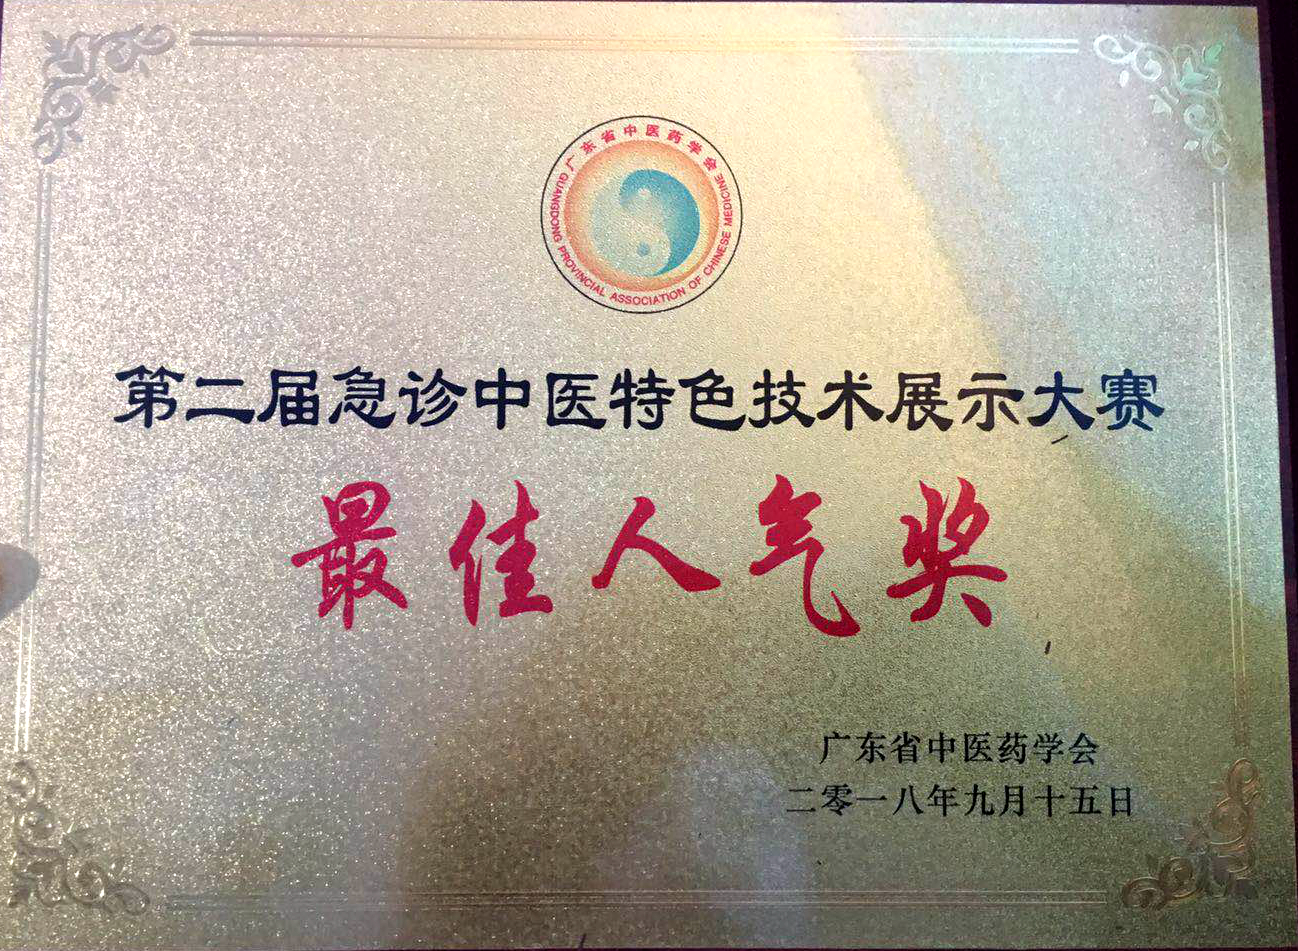 广东省中医药学会
GUANGDONG PROVINCIAL ASSOCIATION OF CHINESE MEDICINE
第二届急诊中医特色技术展示大赛
最佳人气奖
广东省中医药学会
二零一八年九月十五日